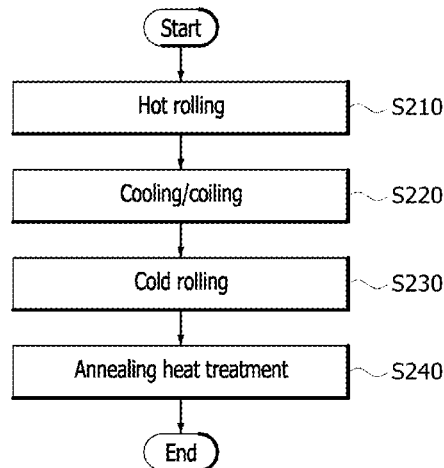 Start
Hot rolling S210
Cooling/coiling S220
Cold rolling S230
Annealing heat treatment S240
End